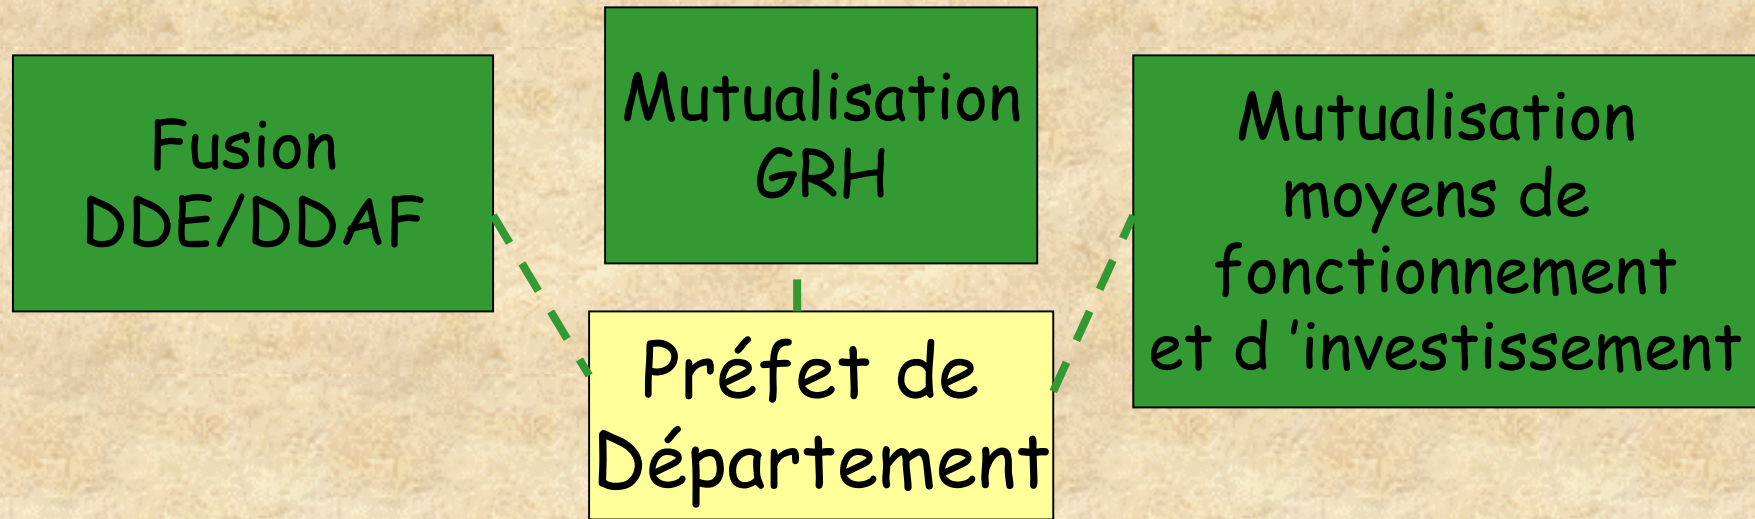 Fusion
DDE/DDAF
Mutualisation
GRH
Mutualisation
moyens de
fonctionnement
et d ’investissement
Préfet de
Département